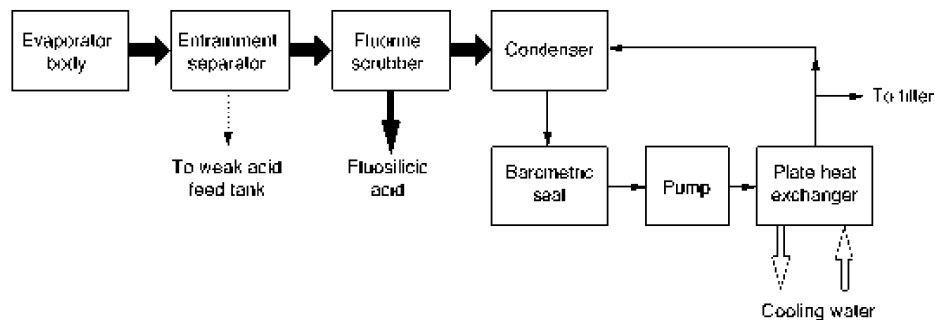 Evaporator
body
Entrainment
separator
Fluorine
scrubber
Condenser
To filter
To weak acid
feed tank
Fluosilicic
acid
Barometric
seal
Pump
Plate heat
exchanger
Cooling water